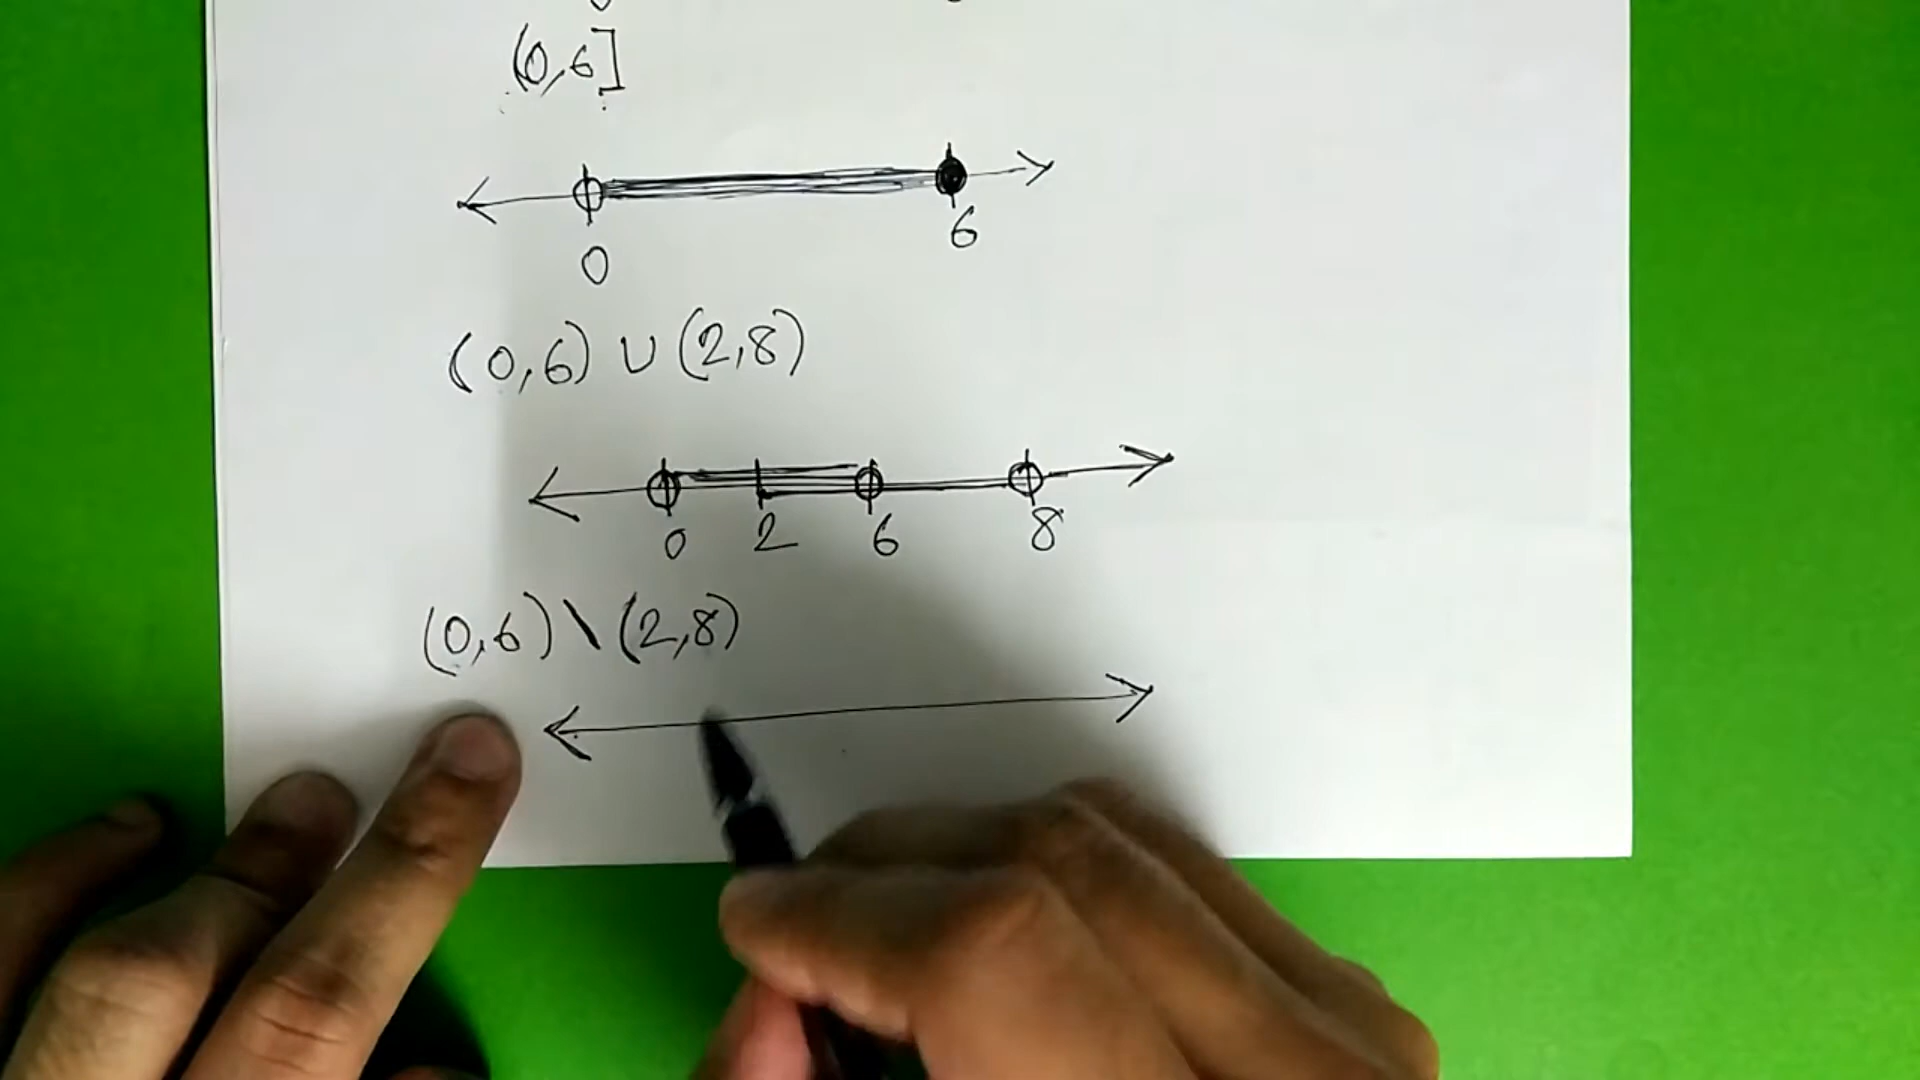 (0,6]
0 6
(0,6) ∪ (2,8)
0 2 6 8
(0,6) \ (2,8)